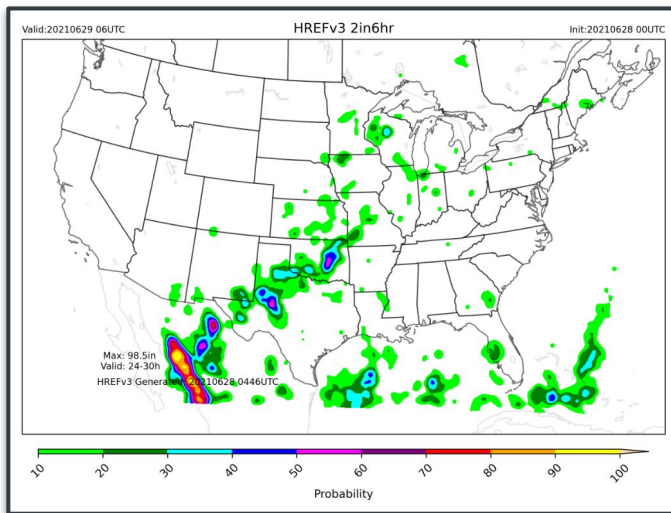 Valid:20210629 06UTC
HREFv3 2in6hr
Init:20210628 00UTC
Max: 98.5in
Valid: 24-30h
HREFv3 Generated: 20210628 0446UTC
10 20 30 40 50 60 70 80 90 100
Probability